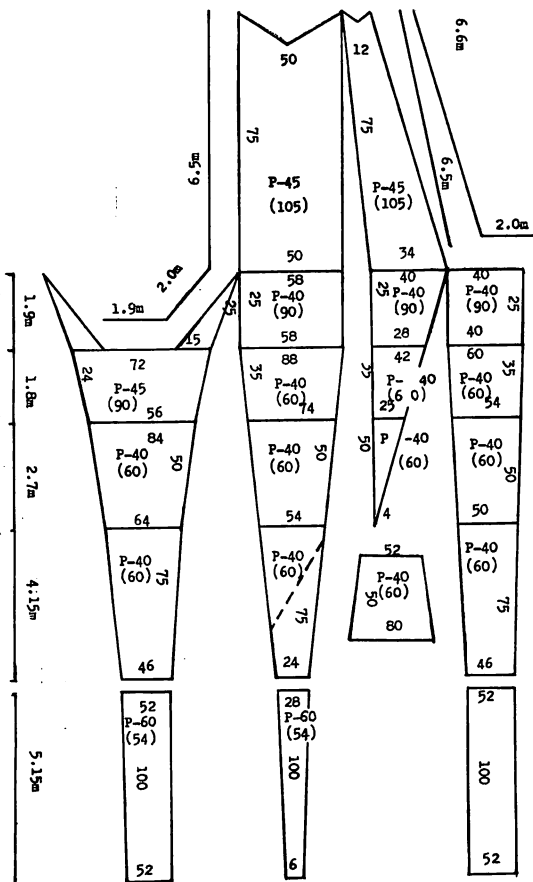 50
75
P-45
(105)
50
12
75
P-45
(105)
34
6.5m
6.6m
6.5m
2.0m
2.0m
1.9m
1.9m
1.8m
2.7m
4.15m
5.15m
15
25
72
24
P-45
(90)
56
84
P-40
(60)
50
64
P-40
(60)
75
46
52
P-60
(54)
100
52
58
25
P-40
(90)
58
88
35
P-40
(60)
74
P-40
(60)
50
54
P-40
(60)
75
24
28
P-60
(54)
100
6
40
25
P-40
(90)
28
42
35
P- 40
(60)
25
50
P -40
(60)
4
52
P-40
50
(60)
80
40
P-40
25
(90)
40
60
35
P-40
(60)
54
P-40
(60)
50
50
P-40
(60)
75
46
52
100
52